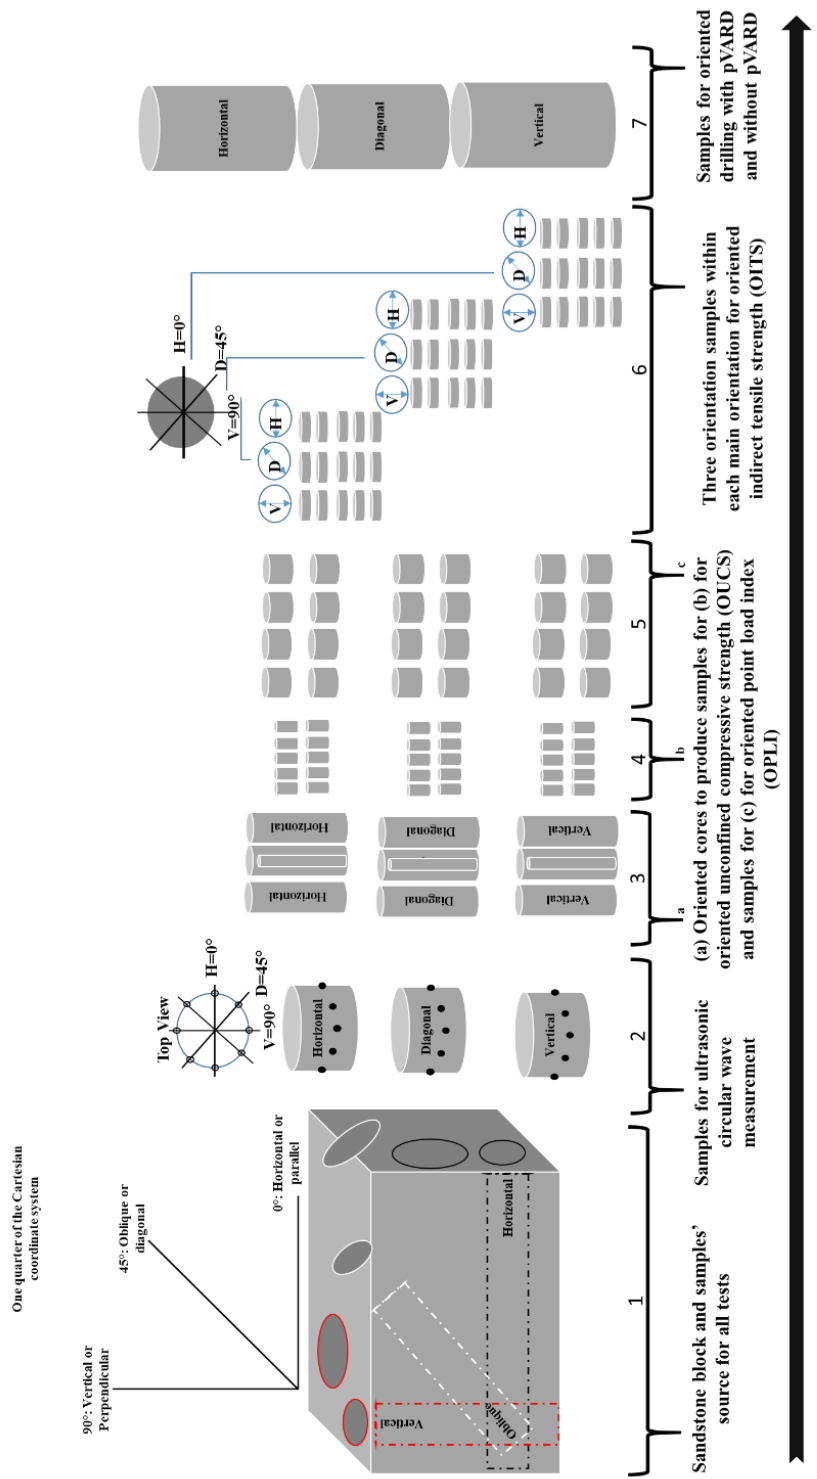 One quarter of the Cartesian
coordinate system
90°: Vertical or
Perpendicular
45°: Oblique or
diagonal
0°: Horizontal or
parallel
Vertical
Oblique
Horizontal
1
Sandstone block and samples’
source for all tests
Top View
H=0°
D=45°
V=90°
Horizontal
Diagonal
Vertical
2
Samples for ultrasonic
circular wave
measurement
Horizontal
Horizontal
Diagonal
Diagonal
Vertical
Vertical
3
a
4
b
5
c
(a) Oriented cores to produce samples for (b) for
oriented unconfined compressive strength (OUCS)
and samples for (c) for oriented point load index
(OPLI)
H=0°
D=45°
V=90°
V
D
H
V
D
H
V
D
H
6
Three orientation samples within
each main orientation for oriented
indirect tensile strength (OITS)
Horizontal
Diagonal
Vertical
7
Samples for oriented
drilling with pVARD
and without pVARD